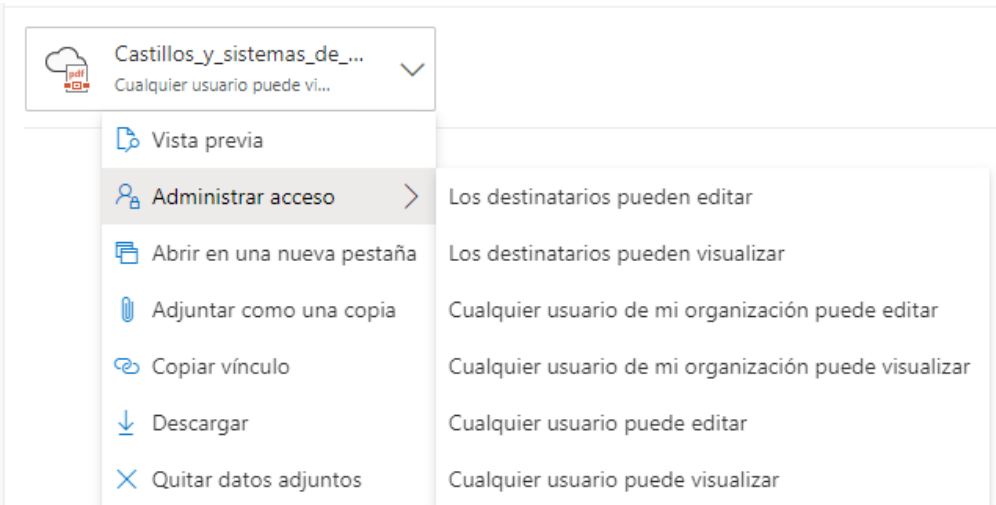 Castillos_y_sistemas_de_...
pdf
Cualquier usuario puede vi...
Vista previa
Administrar acceso
Abrir en una nueva pestaña
Adjuntar como una copia
Copiar vínculo
Descargar
Quitar datos adjuntos
Los destinatarios pueden editar
Los destinatarios pueden visualizar
Cualquier usuario de mi organización puede editar
Cualquier usuario de mi organización puede visualizar
Cualquier usuario puede editar
Cualquier usuario puede visualizar